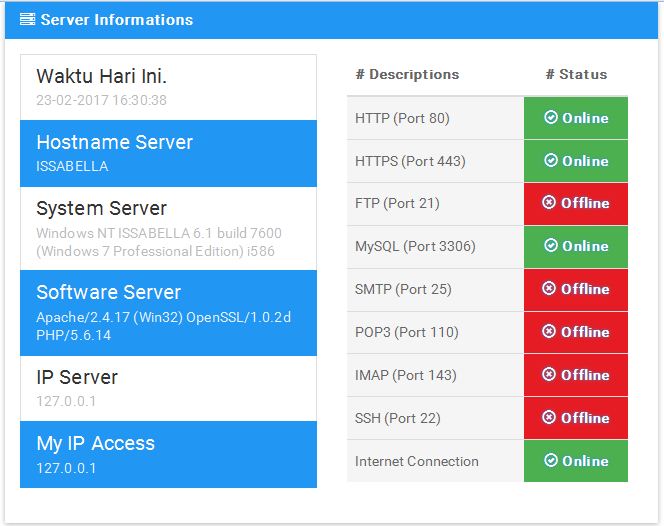 Server Informations
Waktu Hari Ini.
23-02-2017 16:30:38
Hostname Server
ISSABELLA
System Server
Windows NT ISSABELLA 6.1 build 7600
(Windows 7 Professional Edition) i586
Software Server
Apache/2.4.17 (Win32) OpenSSL/1.0.2d
PHP/5.6.14
IP Server
127.0.0.1
My IP Access
127.0.0.1
# Descriptions # Status
HTTP (Port 80) Online
HTTPS (Port 443) Online
FTP (Port 21) Offline
MySQL (Port 3306) Online
SMTP (Port 25) Offline
POP3 (Port 110) Offline
IMAP (Port 143) Offline
SSH (Port 22) Offline
Internet Connection Online